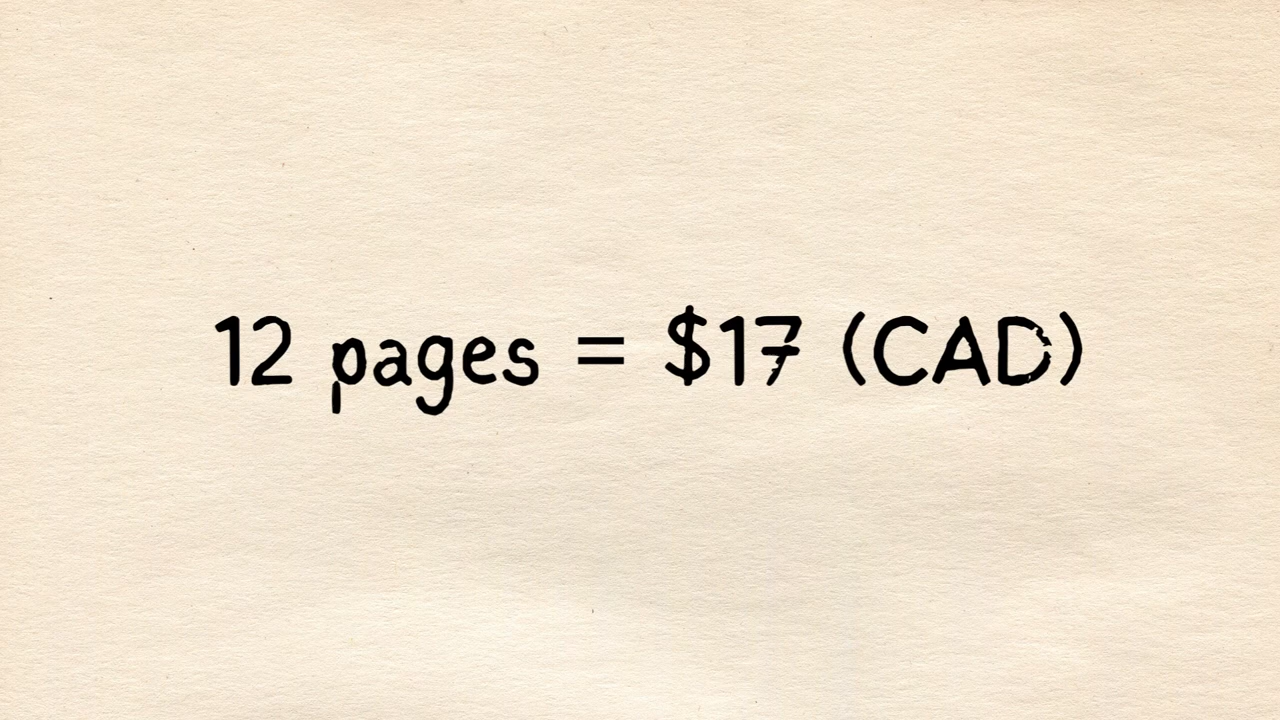 12 pages = $17 (CAD)